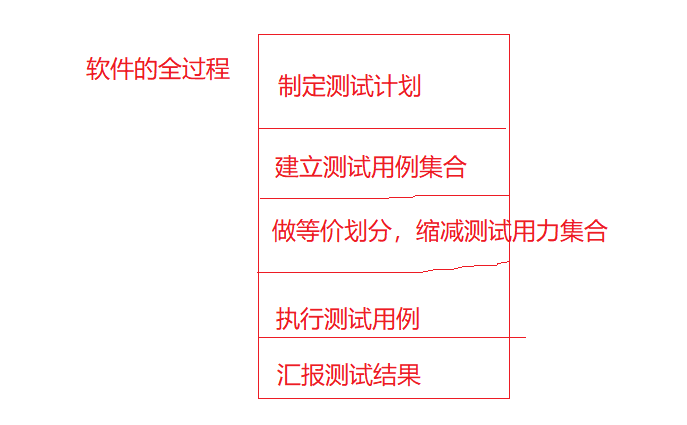 软件的全过程
制定测试计划
建立测试用例集合
做等价划分，缩减测试用力集合
执行测试用例
汇报测试结果